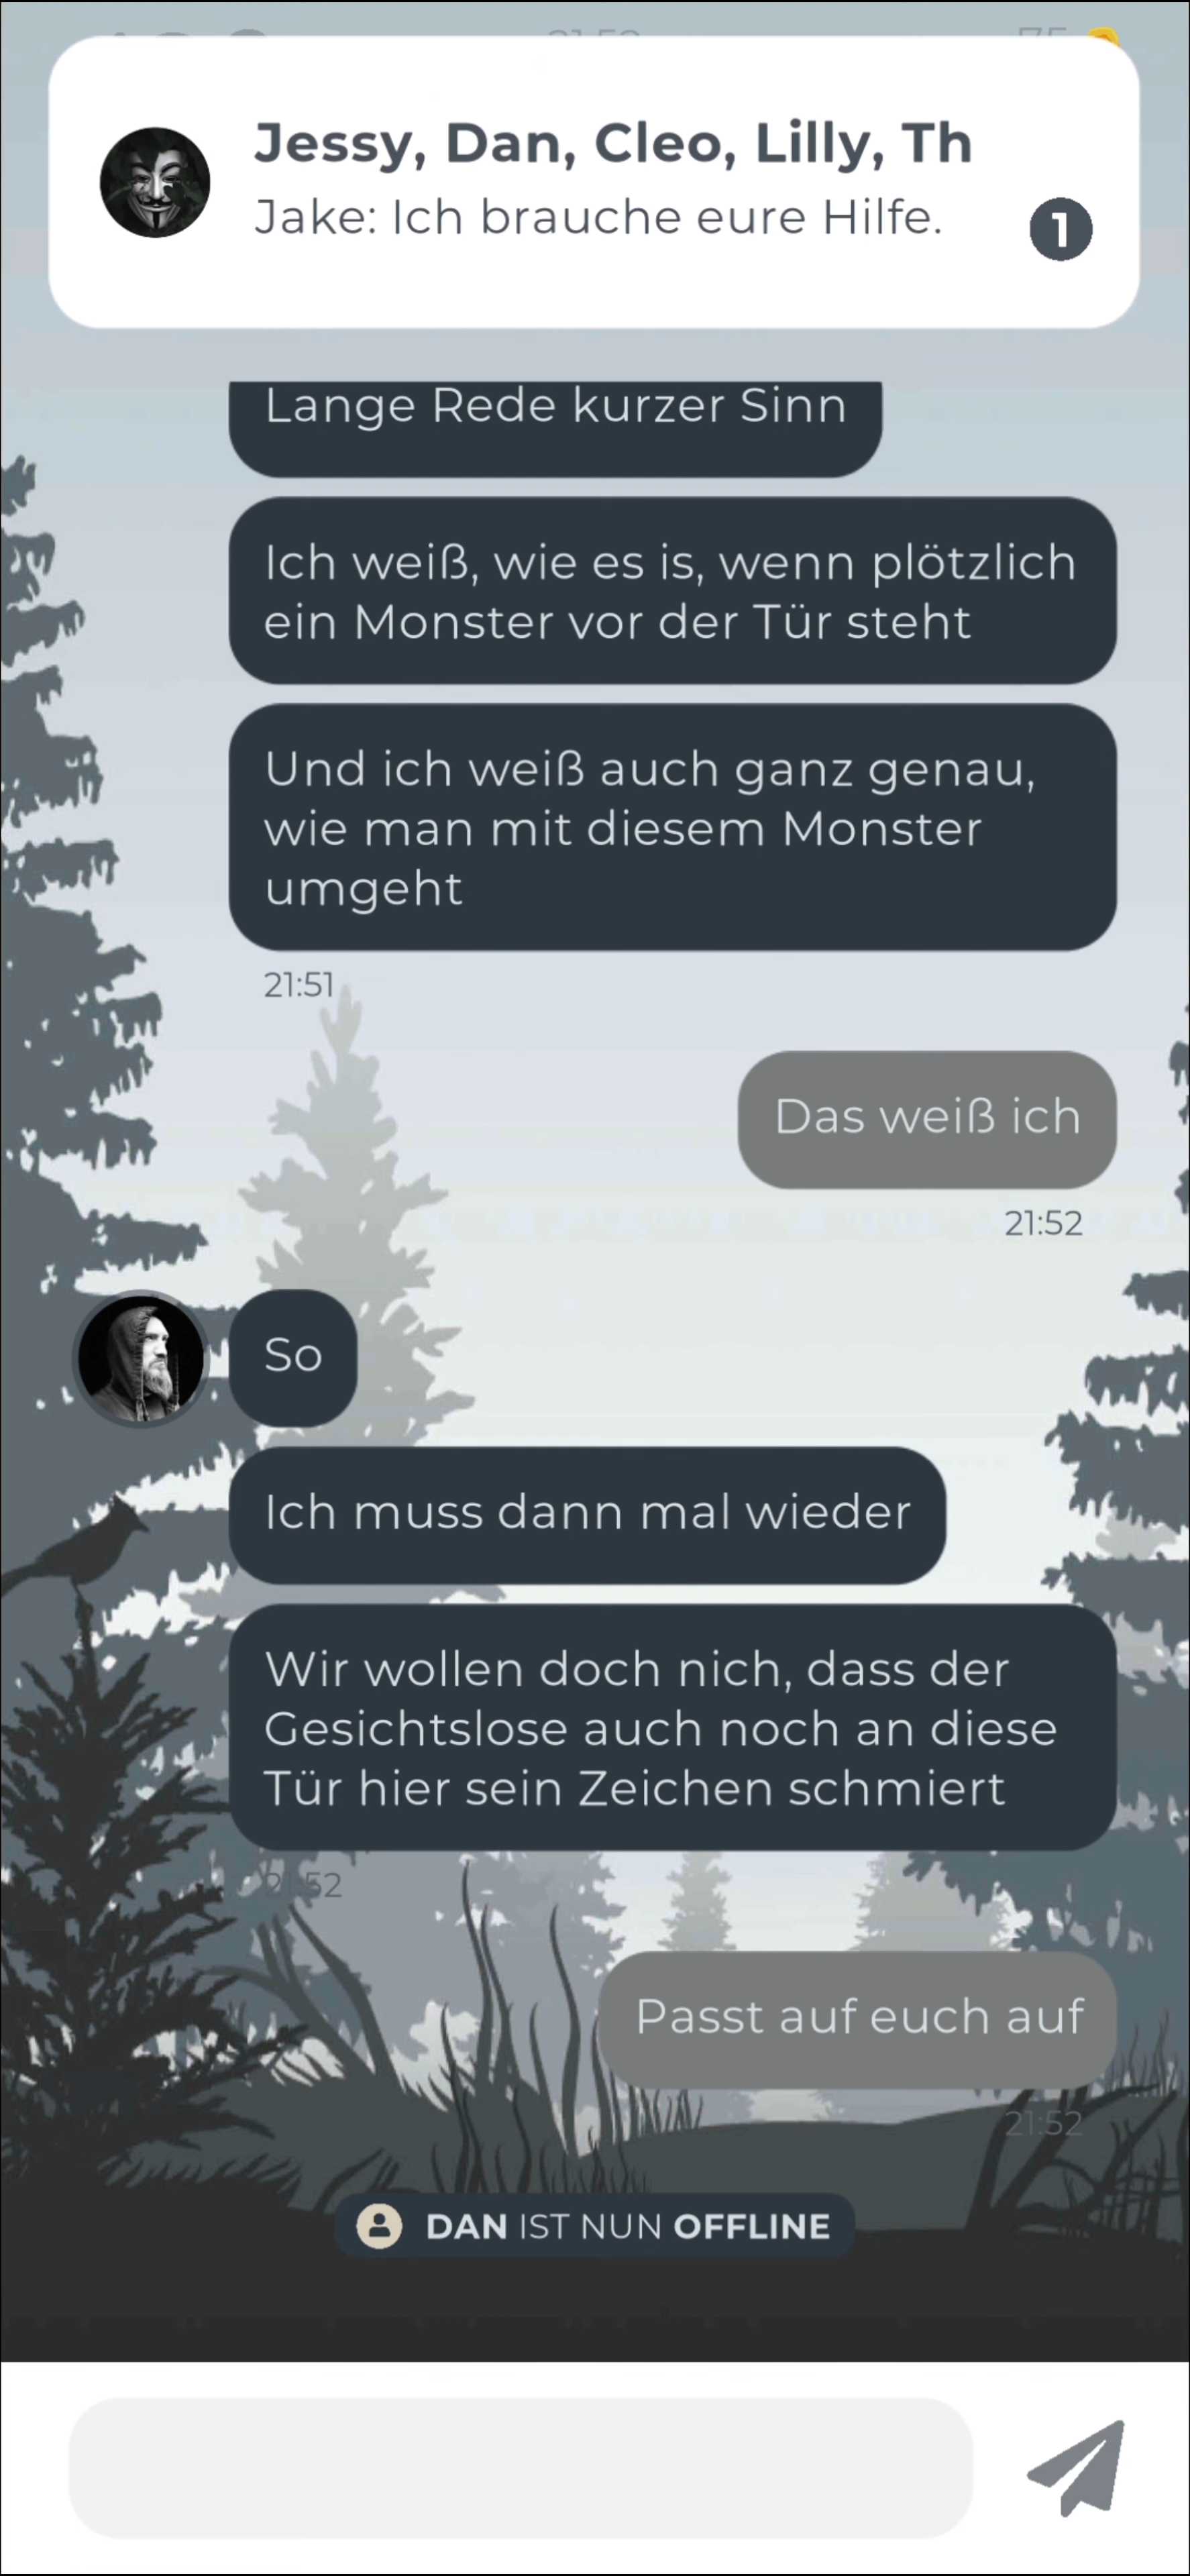 Jessy, Dan, Cleo, Lilly, Th
Jake: Ich brauche eure Hilfe.
1
Lange Rede kurzer Sinn
Ich weiß, wie es is, wenn plötzlich
ein Monster vor der Tür steht
Und ich weiß auch ganz genau,
wie man mit diesem Monster
umgeht
21:51
Das weiß ich
21:52
So
Ich muss dann mal wieder
Wir wollen doch nich, dass der
Gesichtslose auch noch an diese
Tür hier sein Zeichen schmiert
21:52
Passt auf euch auf
21:52
DAN IST NUN OFFLINE